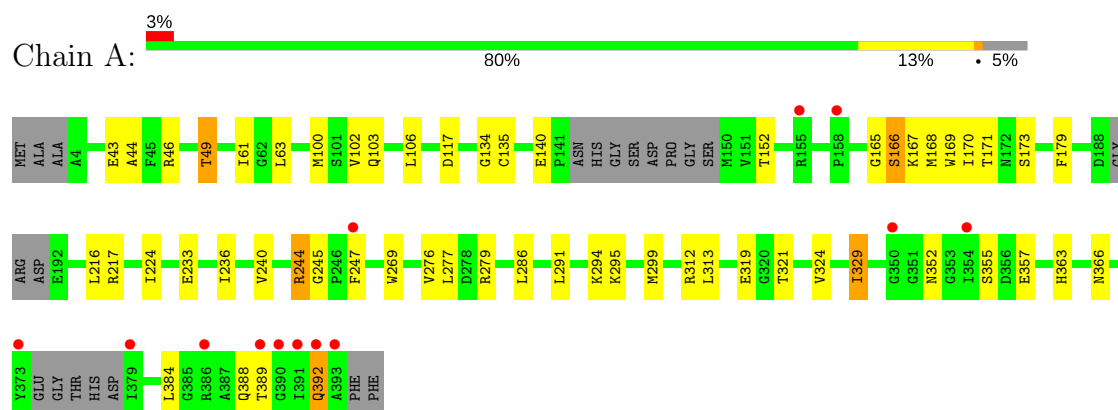 3%
Chain A:
80% 13% • 5%
MET ALA ALA A4 E43 A44 F45 R46 T49 I61 G62 L63 M100 S101 V102 Q103 L106 D117 G134 C135 E140 P141 ASN HIS GLY SER ASP PRO GLY SER M150 V151 T152 R155 P158 G165 S166 K167 M168 W169 I170 T171 N172 S173 F179 D188 GLY
ARG ASP E192 L216 R217 I224 E233 I236 V240 R244 G245 P246 F247 W269 V276 L277 D278 R279 L286 L291 K294 K295 M299 R312 L313 E319 G320 T321 V324 I329 G350 G351 N352 G353 I354 S355 D356 E357 H363 N366
Y373 GLU GLY THR HIS ASP I379 L384 G385 R386 A387 Q388 T389 G390 I391 Q392 A393 PHE PHE